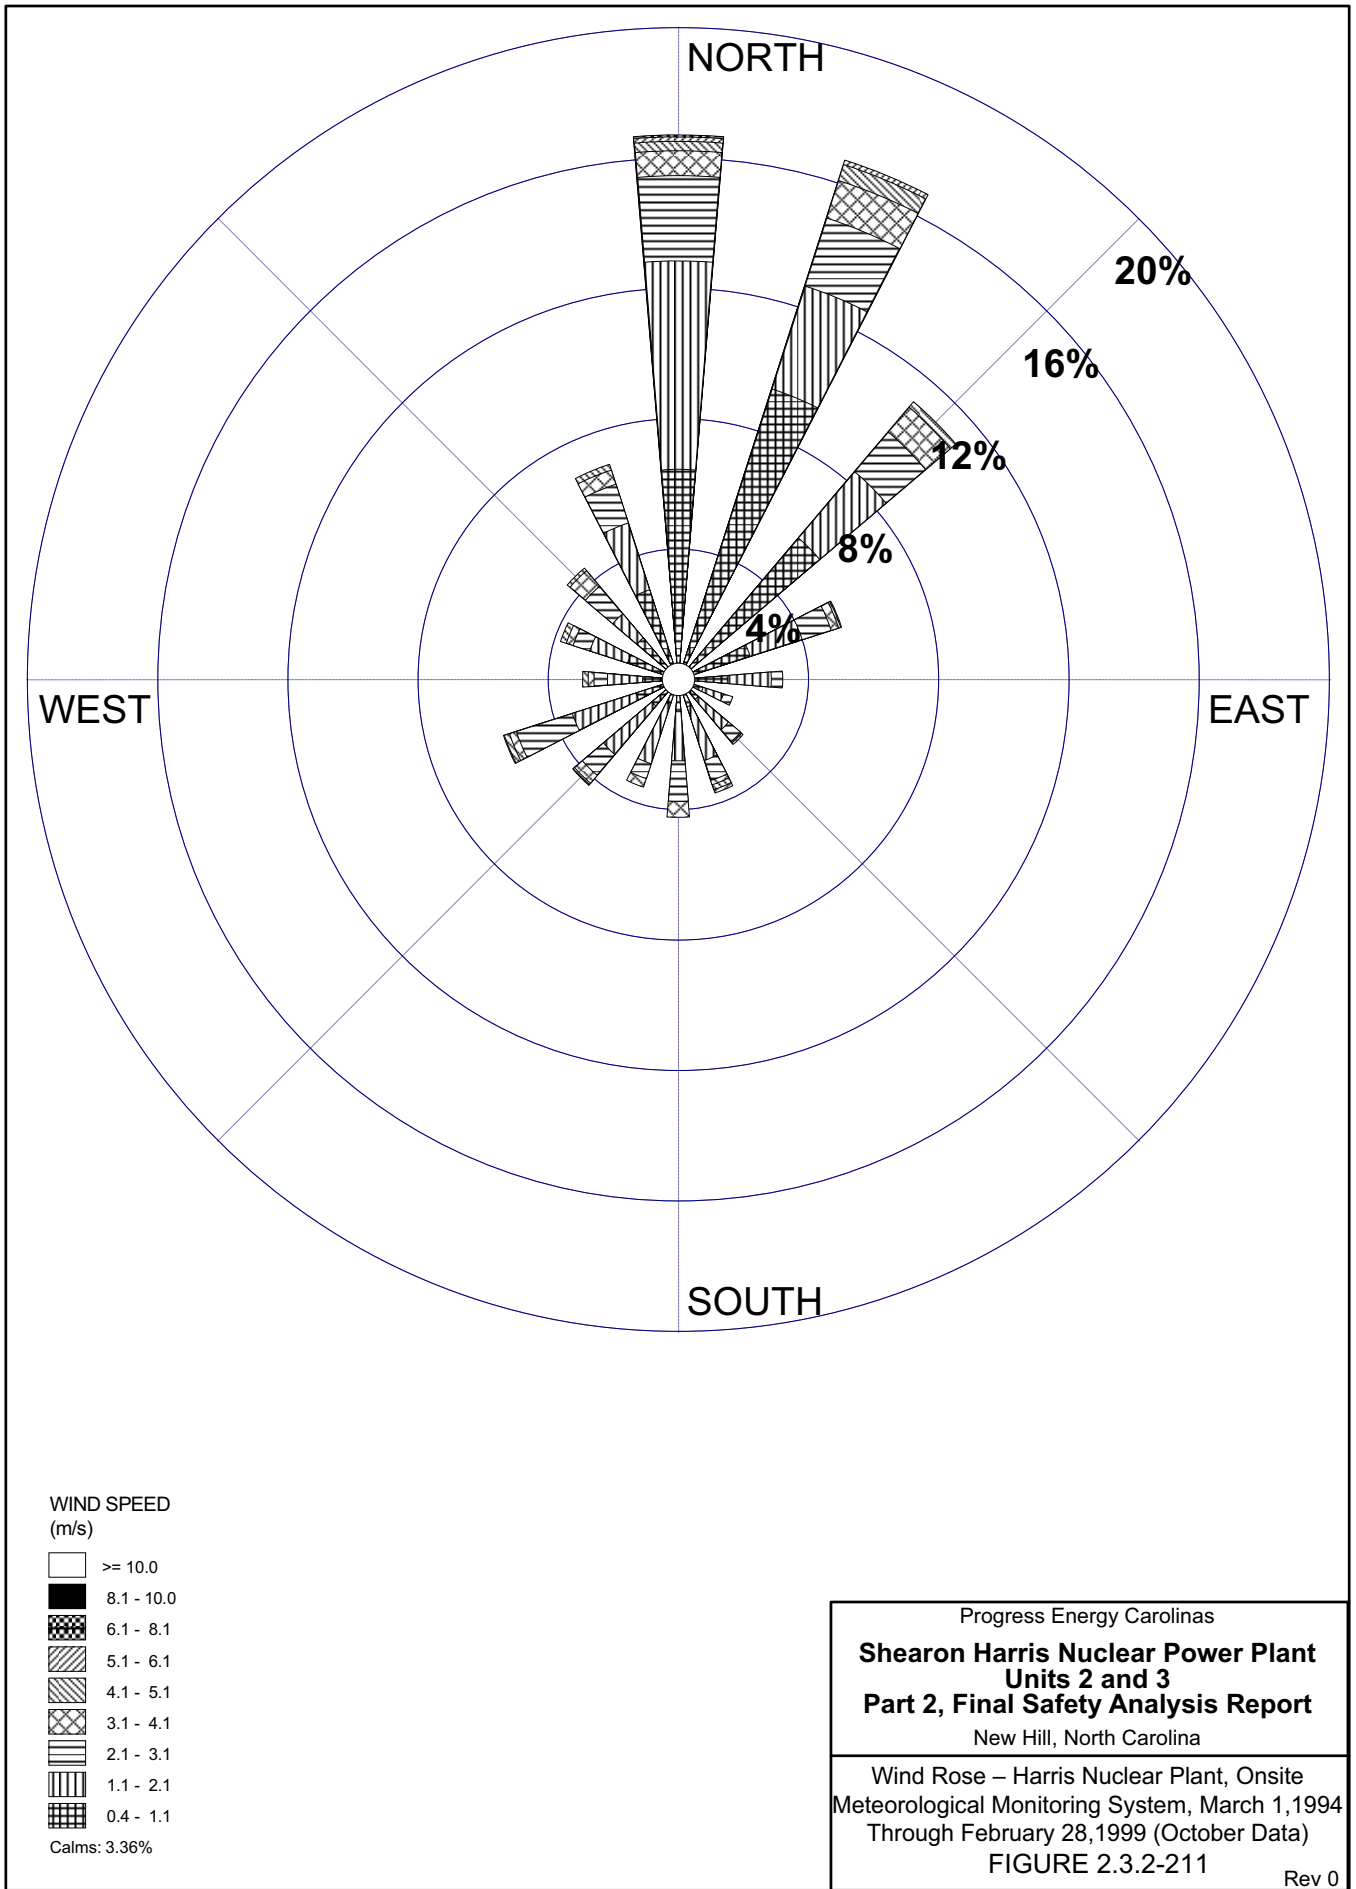 NORTH
20%
16%
12%
8%
4%
WEST
EAST
SOUTH
WIND SPEED
(m/s)
>= 10.0
8.1 - 10.0
6.1 - 8.1
5.1 - 6.1
4.1 - 5.1
3.1 - 4.1
2.1 - 3.1
1.1 - 2.1
0.4 - 1.1
Calms: 3.36%
Progress Energy Carolinas
Shearon Harris Nuclear Power Plant
Units 2 and 3
Part 2, Final Safety Analysis Report
New Hill, North Carolina
Wind Rose – Harris Nuclear Plant, Onsite
Meteorological Monitoring System, March 1,1994
Through February 28,1999 (October Data)
FIGURE 2.3.2-211
Rev 0